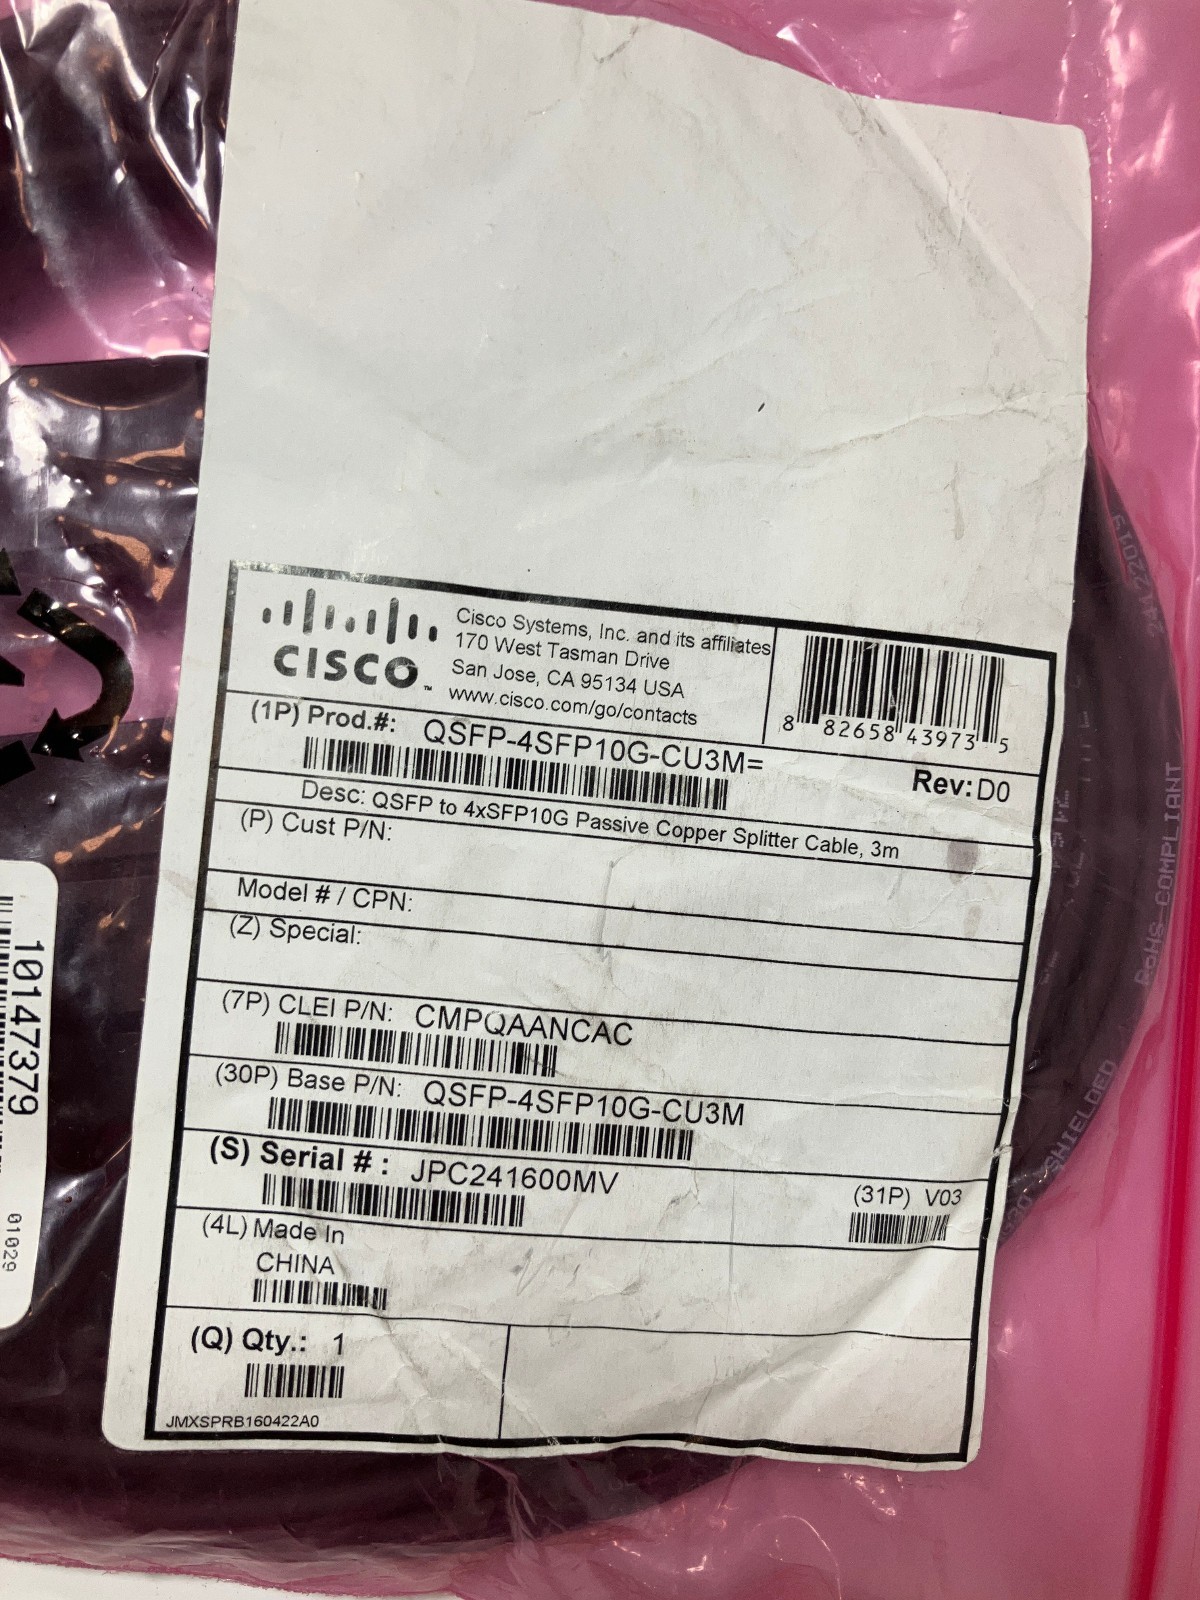 CISCO™
Cisco Systems, Inc. and its affiliates
170 West Tasman Drive
San Jose, CA 95134 USA
www.cisco.com/go/contacts
8 82658 43973 5
(1P) Prod.#: QSFP-4SFP10G-CU3M=
Rev: D0
Desc: QSFP to 4xSFP10G Passive Copper Splitter Cable, 3m
(P) Cust P/N:
Model # / CPN:
(Z) Special:
(7P) CLEI P/N: CMPQAANCAC
(30P) Base P/N: QSFP-4SFP10G-CU3M
(S) Serial # : JPC241600MV
(31P) V03
(4L) Made In
CHINA
(Q) Qty.: 1
JMXSPRB160422A0
10147379
01029
RoHS COMPLIANT
SHIELDED